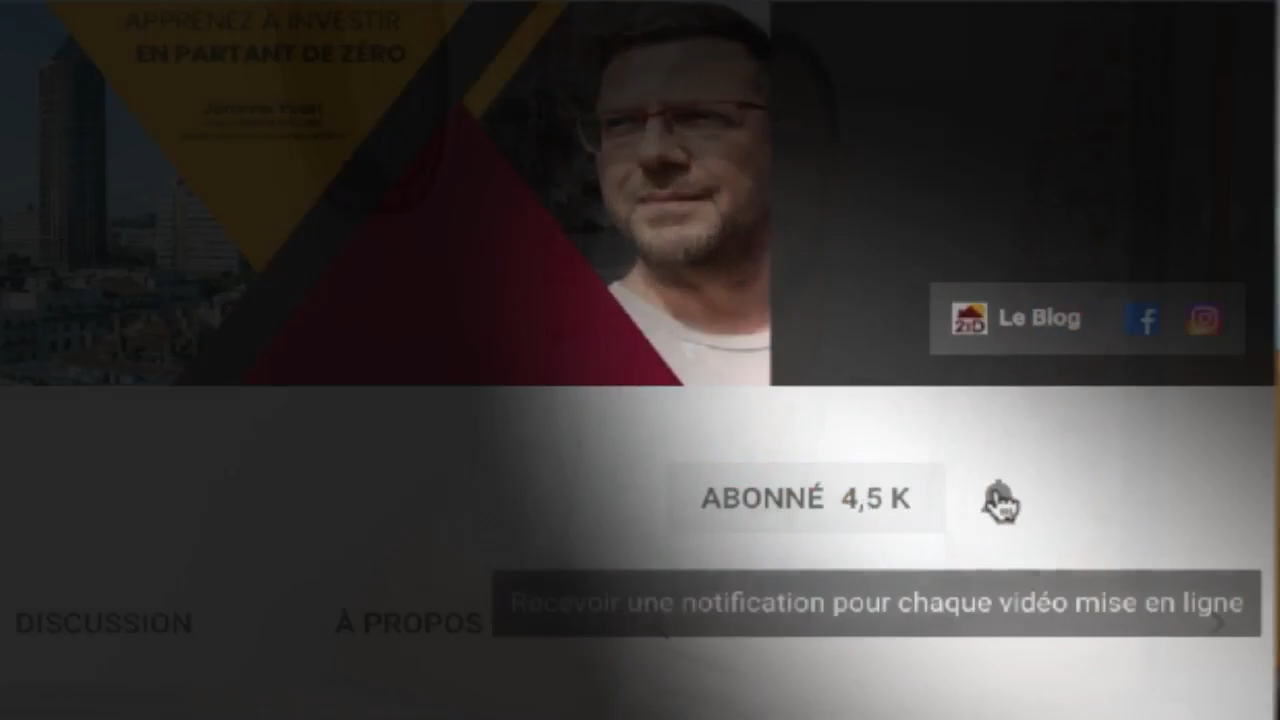 APPRENEZ À INVESTIR
EN PARTANT DE ZÉRO
Le Blog
ABONNÉ 4,5 K
Recevoir une notification pour chaque vidéo mise en ligne
DISCUSSION
À PROPOS